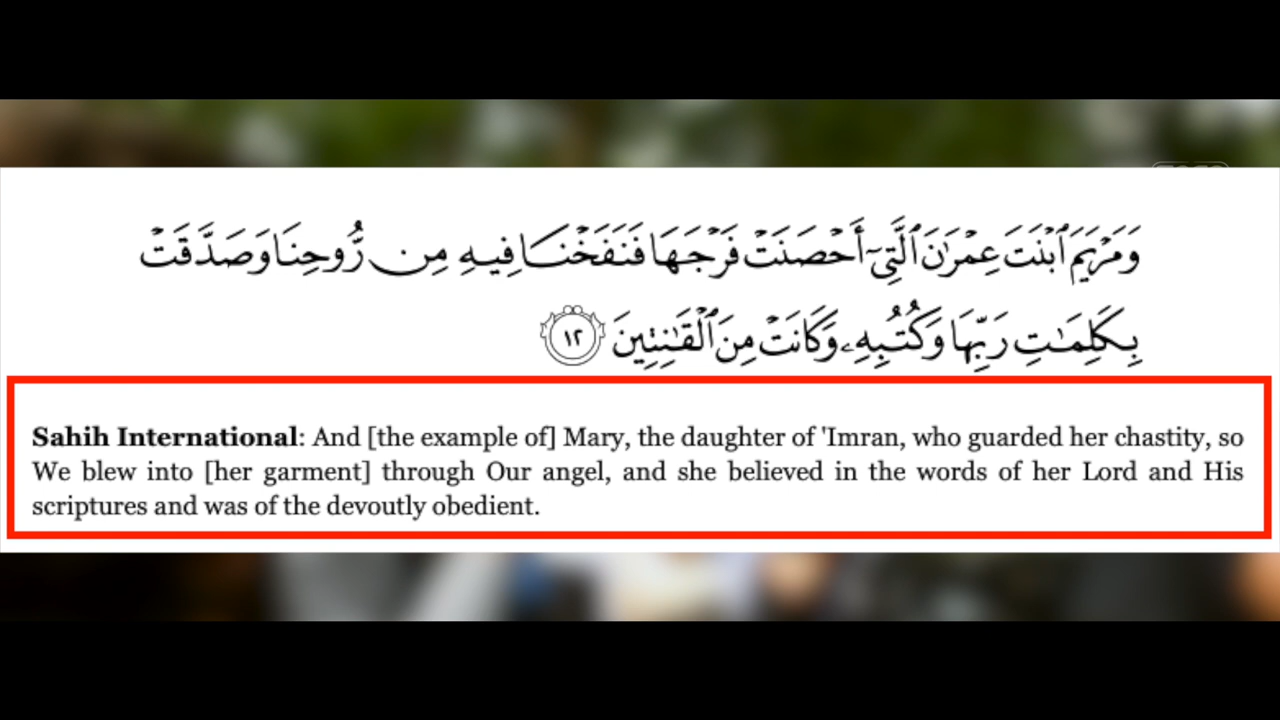 وَمَرْيَمَ ٱبْنَتَ عِمْرَٰنَ ٱلَّتِىٓ أَحْصَنَتْ فَرْجَهَا فَنَفَخْنَا فِيهِ مِن رُّوحِنَا وَصَدَّقَتْ
بِكَلِمَٰتِ رَبِّهَا وَكُتُبِهِۦ وَكَانَتْ مِنَ ٱلْقَٰنِتِينَ ١٢
Sahih International: And [the example of] Mary, the daughter of 'Imran, who guarded her chastity, so
We blew into [her garment] through Our angel, and she believed in the words of her Lord and His
scriptures and was of the devoutly obedient.